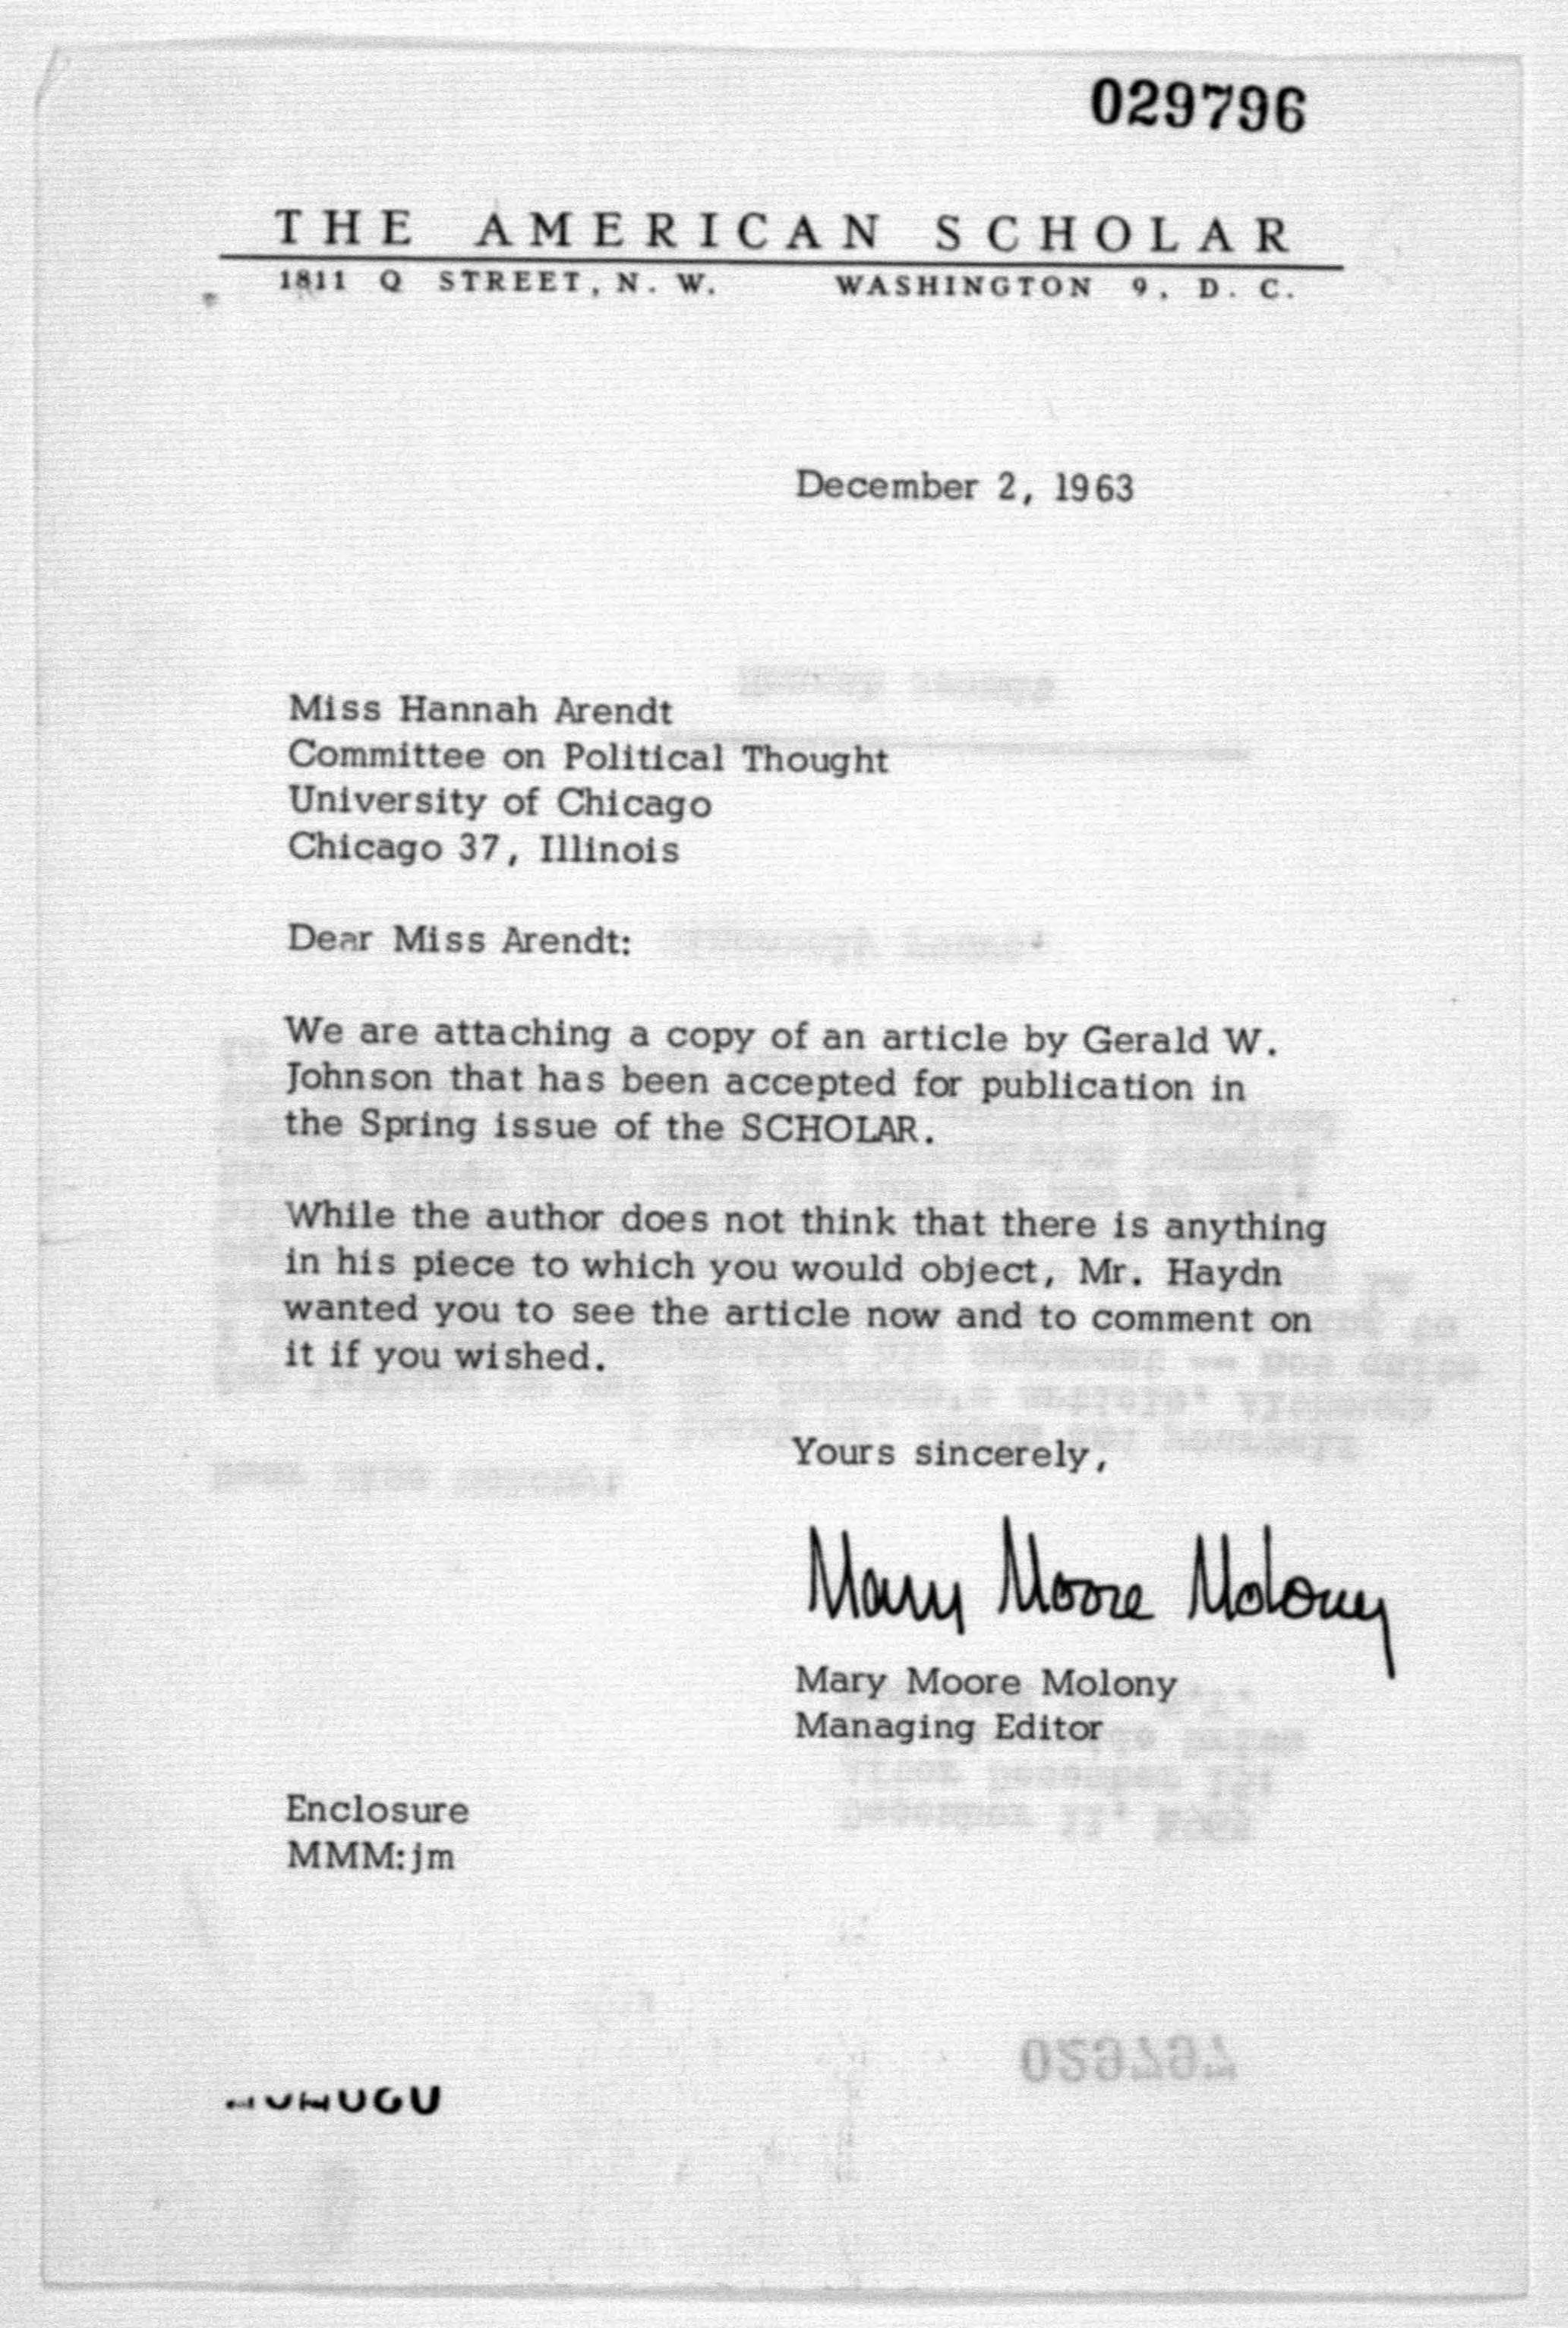 029796
THE AMERICAN SCHOLAR
1811 Q STREET, N. W. WASHINGTON 9, D. C.
December 2, 1963
Miss Hannah Arendt
Committee on Political Thought
University of Chicago
Chicago 37, Illinois
Dear Miss Arendt:
We are attaching a copy of an article by Gerald W.
Johnson that has been accepted for publication in
the Spring issue of the SCHOLAR.
While the author does not think that there is anything
in his piece to which you would object, Mr. Haydn
wanted you to see the article now and to comment on
it if you wished.
Yours sincerely,
Mary Moore Molony
Mary Moore Molony
Managing Editor
Enclosure
MMM:jm